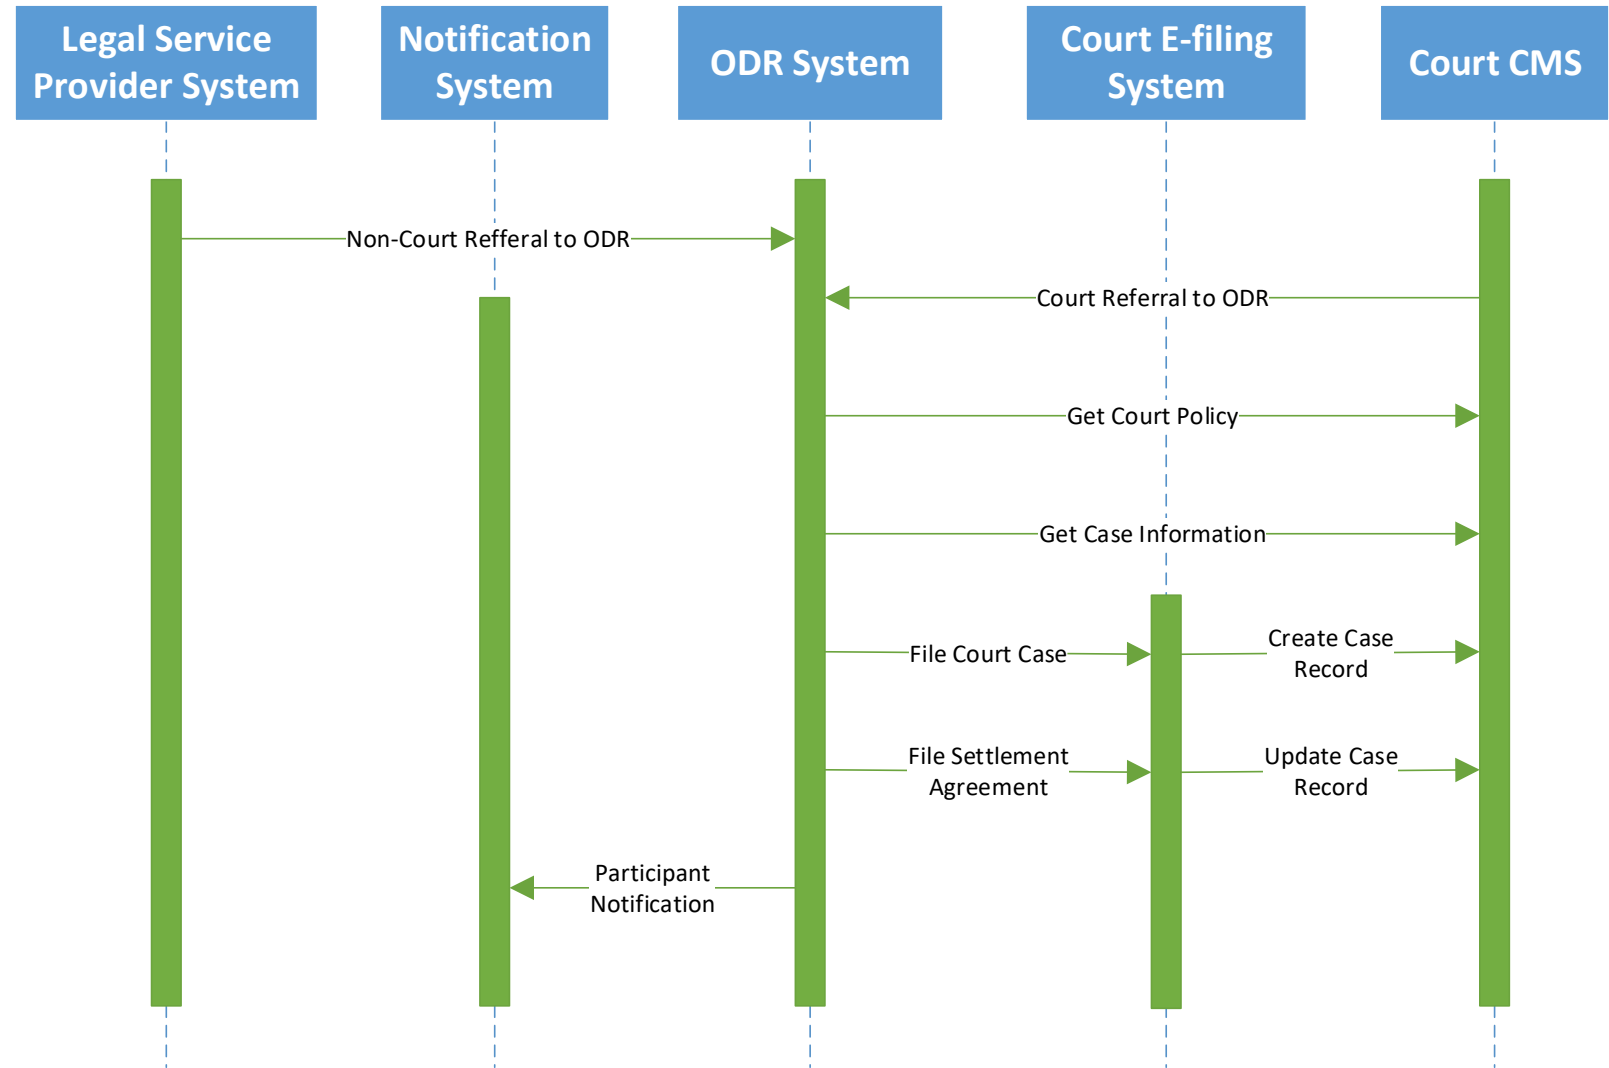 Legal Service
Provider System
Notification
System
ODR System
Court E-filing
System
Court CMS
Non-Court Refferal to ODR
Court Referral to ODR
Get Court Policy
Get Case Information
File Court Case
Create Case
Record
File Settlement
Agreement
Update Case
Record
Participant
Notification